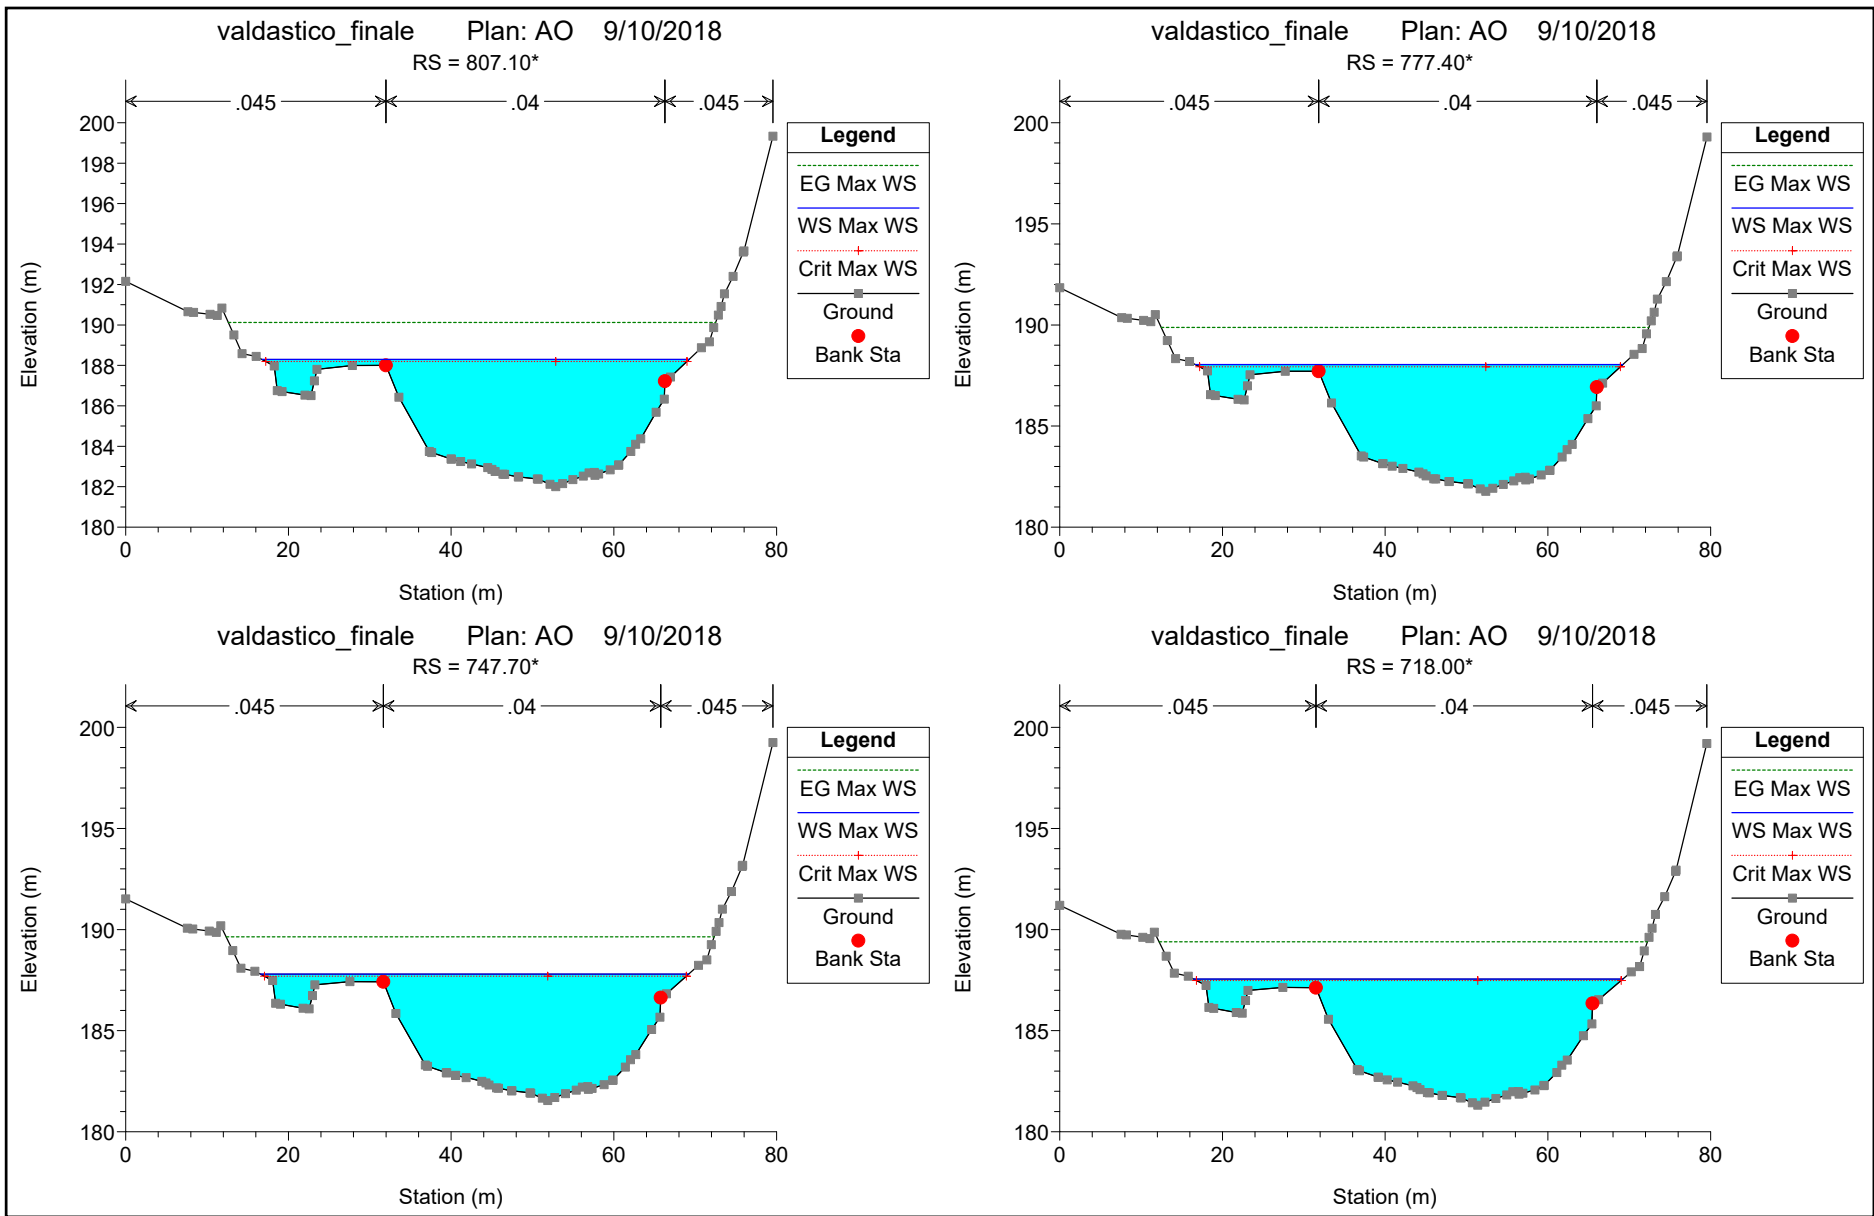 valdastico_finale Plan: AO 9/10/2018
RS = 807.10*
.045 .04 .045
200
198
196
194
192
190
188
186
184
182
180
0 20 40 60 80
Station (m)
Elevation (m)
Legend
EG Max WS
WS Max WS
Crit Max WS
Ground
Bank Sta
valdastico_finale Plan: AO 9/10/2018
RS = 777.40*
.045 .04 .045
200
195
190
185
180
0 20 40 60 80
Station (m)
Elevation (m)
Legend
EG Max WS
WS Max WS
Crit Max WS
Ground
Bank Sta
valdastico_finale Plan: AO 9/10/2018
RS = 747.70*
.045 .04 .045
200
195
190
185
180
0 20 40 60 80
Station (m)
Elevation (m)
Legend
EG Max WS
WS Max WS
Crit Max WS
Ground
Bank Sta
valdastico_finale Plan: AO 9/10/2018
RS = 718.00*
.045 .04 .045
200
195
190
185
180
0 20 40 60 80
Station (m)
Elevation (m)
Legend
EG Max WS
WS Max WS
Crit Max WS
Ground
Bank Sta